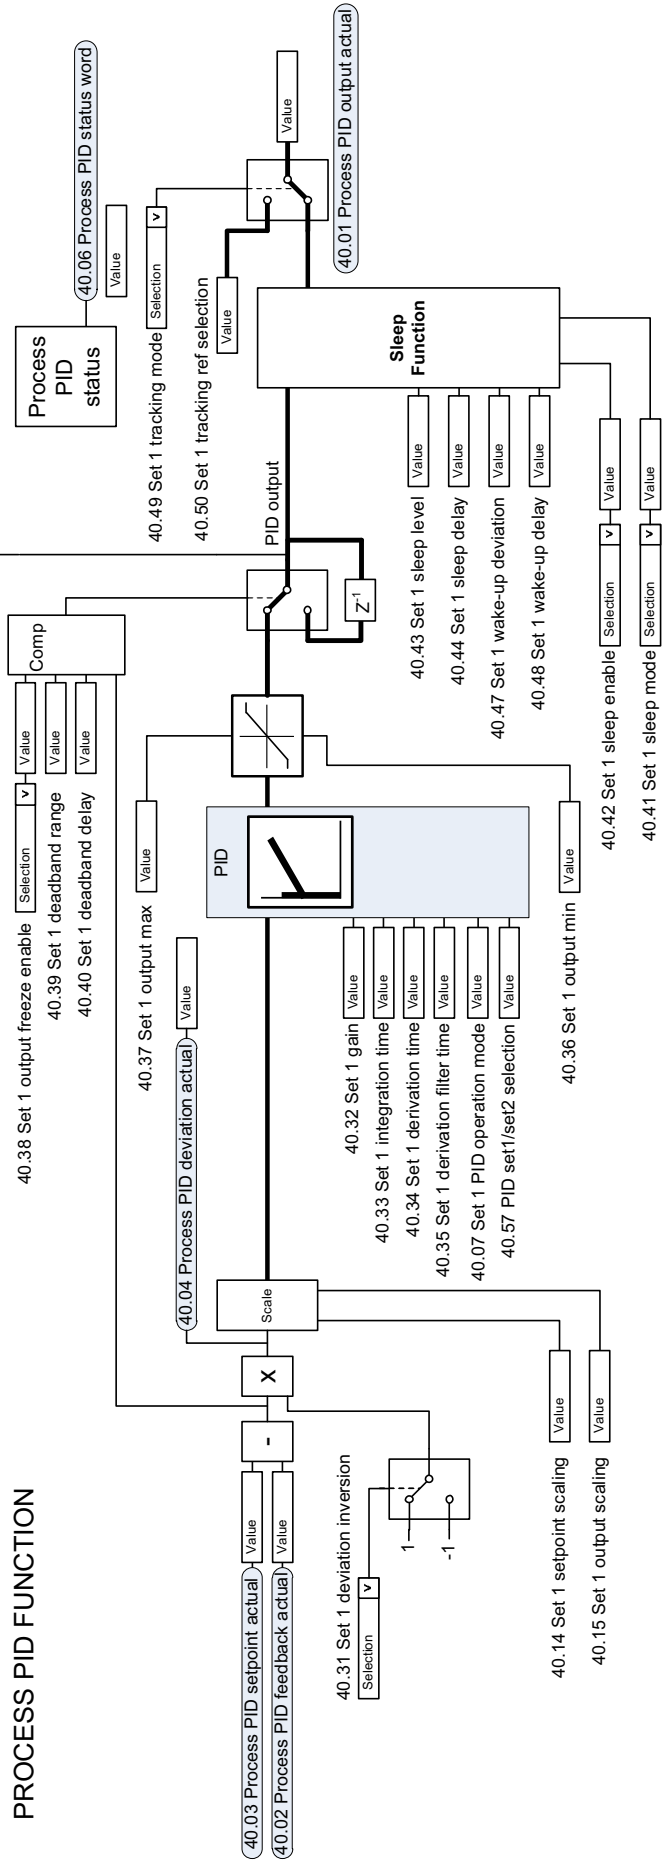 PROCESS PID FUNCTION
40.03 Process PID setpoint actual
Value
40.02 Process PID feedback actual
Value
-
X
40.31 Set 1 deviation inversion
Selection
v
1
-1
40.04 Process PID deviation actual
Value
Scale
40.14 Set 1 setpoint scaling
Value
40.15 Set 1 output scaling
Value
40.38 Set 1 output freeze enable
Selection
v
Value
40.39 Set 1 deadband range
Value
40.40 Set 1 deadband delay
Value
Comp
40.37 Set 1 output max
Value
PID
40.32 Set 1 gain
Value
40.33 Set 1 integration time
Value
40.34 Set 1 derivation time
Value
40.35 Set 1 derivation filter time
Value
40.07 Set 1 PID operation mode
Value
40.57 PID set1/set2 selection
Value
40.36 Set 1 output min
Value
Z-1
PID output
40.43 Set 1 sleep level
Value
40.44 Set 1 sleep delay
Value
40.47 Set 1 wake-up deviation
Value
40.48 Set 1 wake-up delay
Value
40.42 Set 1 sleep enable
Selection
v
Value
40.41 Set 1 sleep mode
Selection
v
Value
Sleep
Function
Process
PID
status
40.06 Process PID status word
Value
40.49 Set 1 tracking mode
Selection
v
40.50 Set 1 tracking ref selection
Value
Value
40.01 Process PID output actual